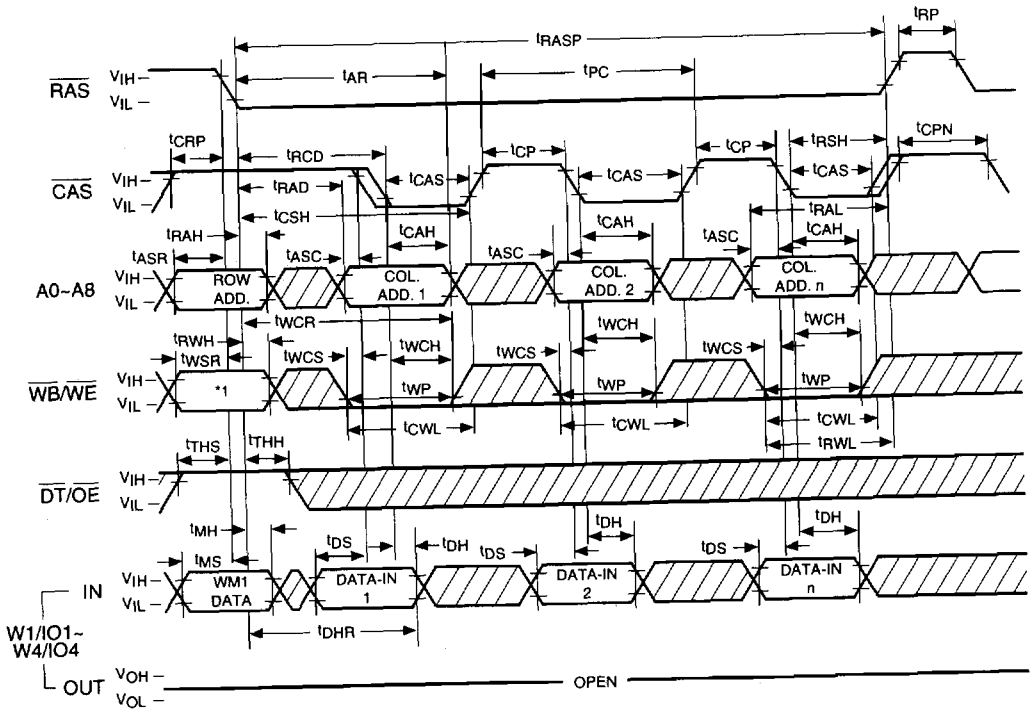 tRP
tRASP
tAR
tPC
RAS
VIH
VIL
tCRP
tRCD
tCP
tCP
tRSH
tCPN
CAS
VIH
VIL
tRAD
tCAS
tCAS
tCAS
tCSH
tRAL
tRAH
tCAH
tCAH
tCAH
tASR
tASC
tASC
tASC
A0~A8
VIH
VIL
ROW ADD.
COL. ADD. 1
COL. ADD. 2
COL. ADD. n
tWCR
tRWH
tWCH
tWCH
tWCH
tWSR
tWCS
tWCS
tWCS
WB/WE
VIH
VIL
*1
tWP
tWP
tWP
tCWL
tCWL
tCWL
tRWL
tTHS
tTHH
DT/OE
VIH
VIL
tMH
tDH
tDH
tMS
tDS
tDH
tDS
tDS
IN
VIH
VIL
WM1 DATA
DATA-IN 1
DATA-IN 2
DATA-IN n
W1/IO1~
W4/IO4
tDHR
OUT
VOH
VOL
OPEN